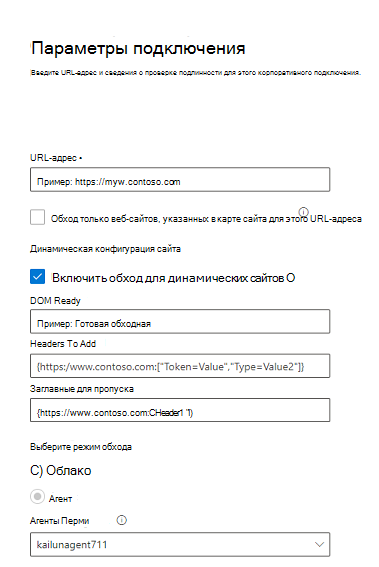 Параметры подключения
Введите URL-адрес и сведения о проверке подлинности для этого корпоративного подключения.
URL-адрес •
Пример: https://myw.contoso.com
Обход только веб-сайтов, указанных в карте сайта для этого URL-адреса
Динамическая конфигурация сайта
Включить обход для динамических сайтов О
DOM Ready
Пример: Готовая обходная
Headers To Add
{https:/www.contoso.com:["Token=Value","Type=Value2"]}
Заглавные для пропуска
{https://www.contoso.com:CHeader1 "1)
Выберите режим обхода
C) Облако
Агент
Агенты Перми
kailunagent711